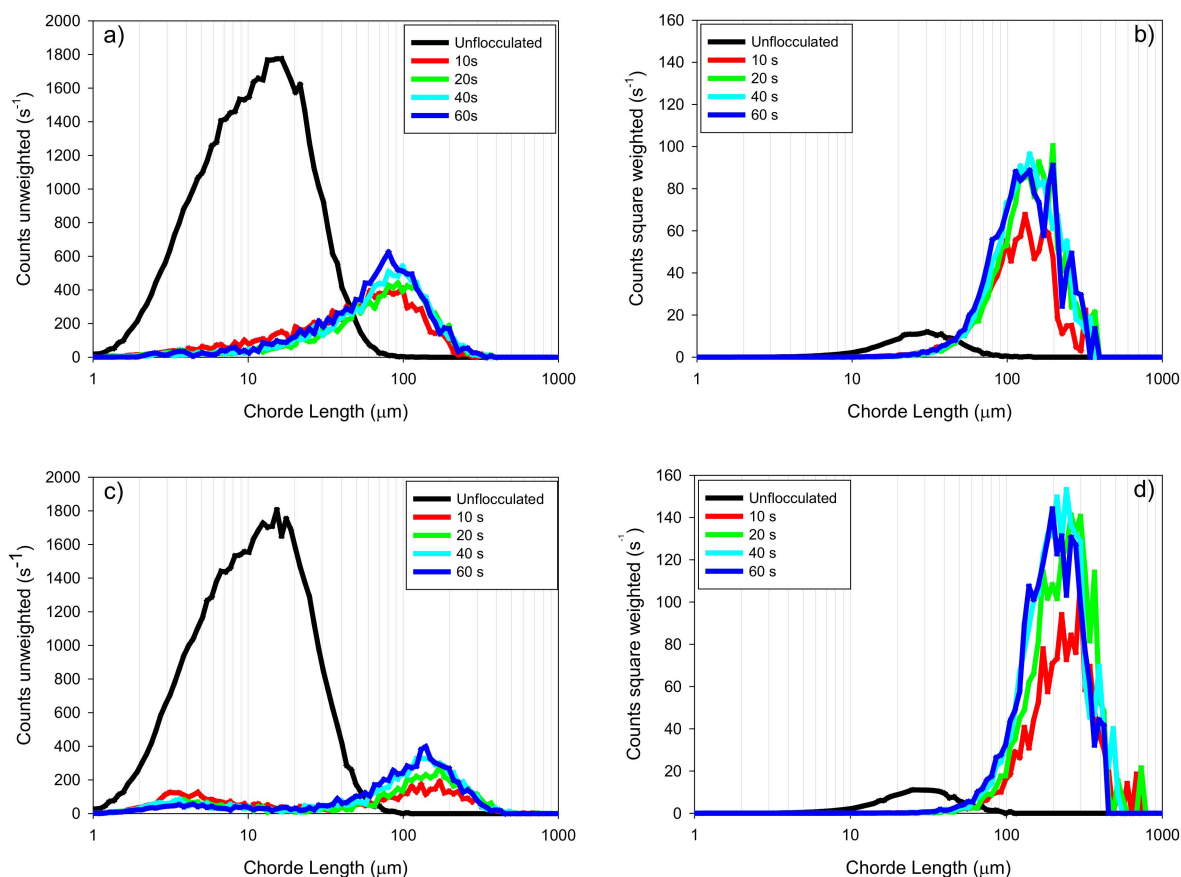 a)
Counts unweighted (s-1)
2000
1800
1600
1400
1200
1000
800
600
400
200
0
Unflocculated
10s
20s
40s
60s
1 10 100 1000
Chorde Length (μm)
b)
Counts square weighted (s-1)
160
140
120
100
80
60
40
20
0
Unflocculated
10 s
20 s
40 s
60 s
1 10 100 1000
Chorde Length (μm)
c)
Counts unweighted (s-1)
2000
1800
1600
1400
1200
1000
800
600
400
200
0
Unflocculated
10 s
20 s
40 s
60 s
1 10 100 1000
Chorde Length (μm)
d)
Counts square weighted (s-1)
160
140
120
100
80
60
40
20
0
Unflocculated
10 s
20 s
40 s
60 s
1 10 100 1000
Chorde Length (μm)